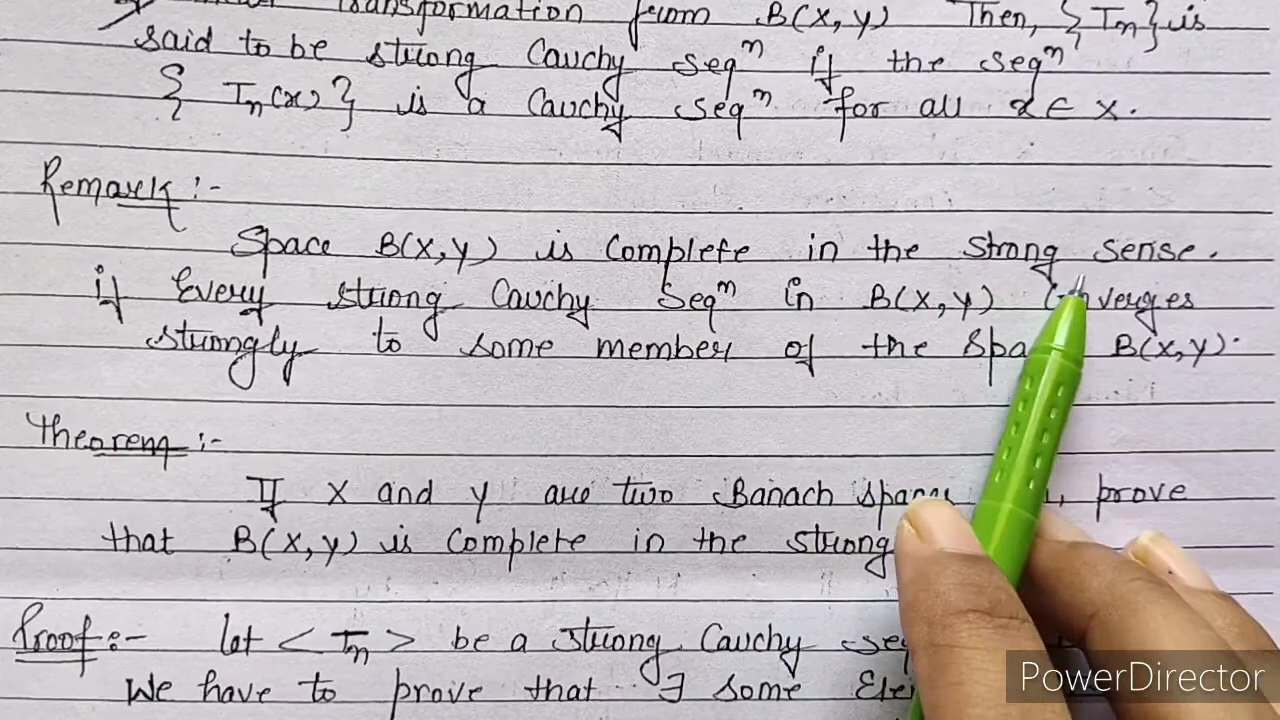 Transformation from B(X,Y) Then, {Tn} is
said to be strong Cauchy seqⁿ if the seqⁿ
{ Tn(x) } is a Cauchy seqⁿ for all x ∈ X.
Remark :-
Space B(X,Y) is Complete in the strong sense.
if Every strong Cauchy seqⁿ in B(X,Y)
strongly to some member of the B(X,Y).
Theorem :-
If X and Y are two Banach prove
that B(X,Y) is Complete in the strong
Proof :- let < Tn > be a strong Cauchy
We have to prove that ∃ some
PowerDirector